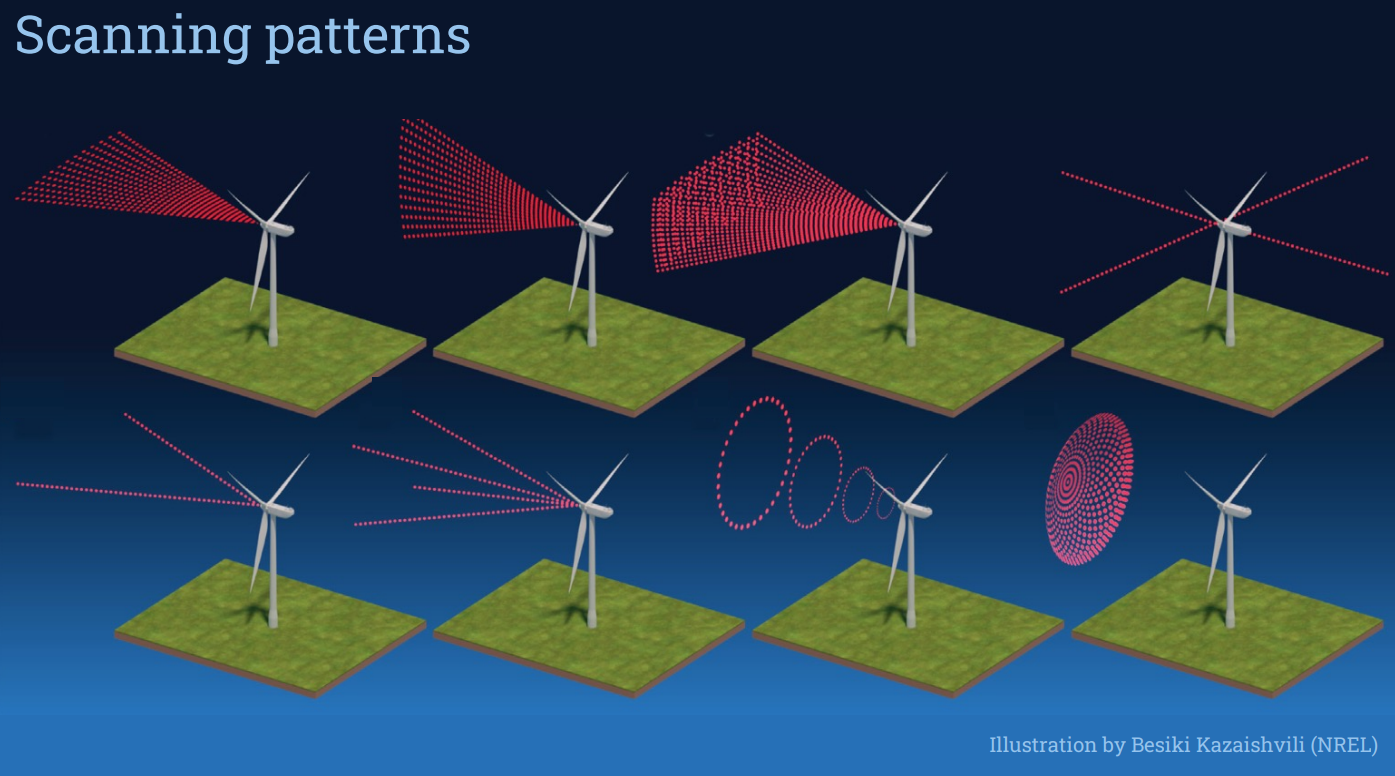 Scanning patterns
Illustration by Besiki Kazaishvili (NREL)